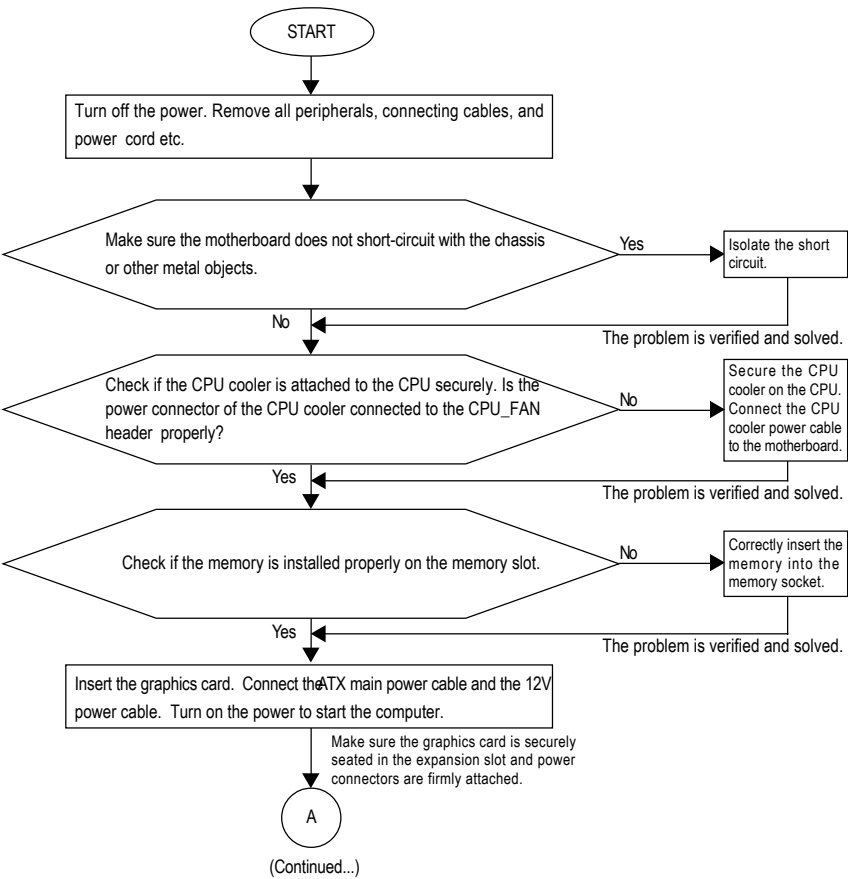 START
Turn off the power. Remove all peripherals, connecting cables, and
power cord etc.
Make sure the motherboard does not short-circuit with the chassis
or other metal objects.
Yes
Isolate the short
circuit.
No
The problem is verified and solved.
Check if the CPU cooler is attached to the CPU securely. Is the
power connector of the CPU cooler connected to the CPU_FAN
header properly?
No
Secure the CPU
cooler on the CPU.
Connect the CPU
cooler power cable
to the motherboard.
Yes
The problem is verified and solved.
Check if the memory is installed properly on the memory slot.
No
Correctly insert the
memory into the
memory socket.
Yes
The problem is verified and solved.
Insert the graphics card. Connect the ATX main power cable and the 12V
power cable. Turn on the power to start the computer.
Make sure the graphics card is securely
seated in the expansion slot and power
connectors are firmly attached.
A
(Continued...)